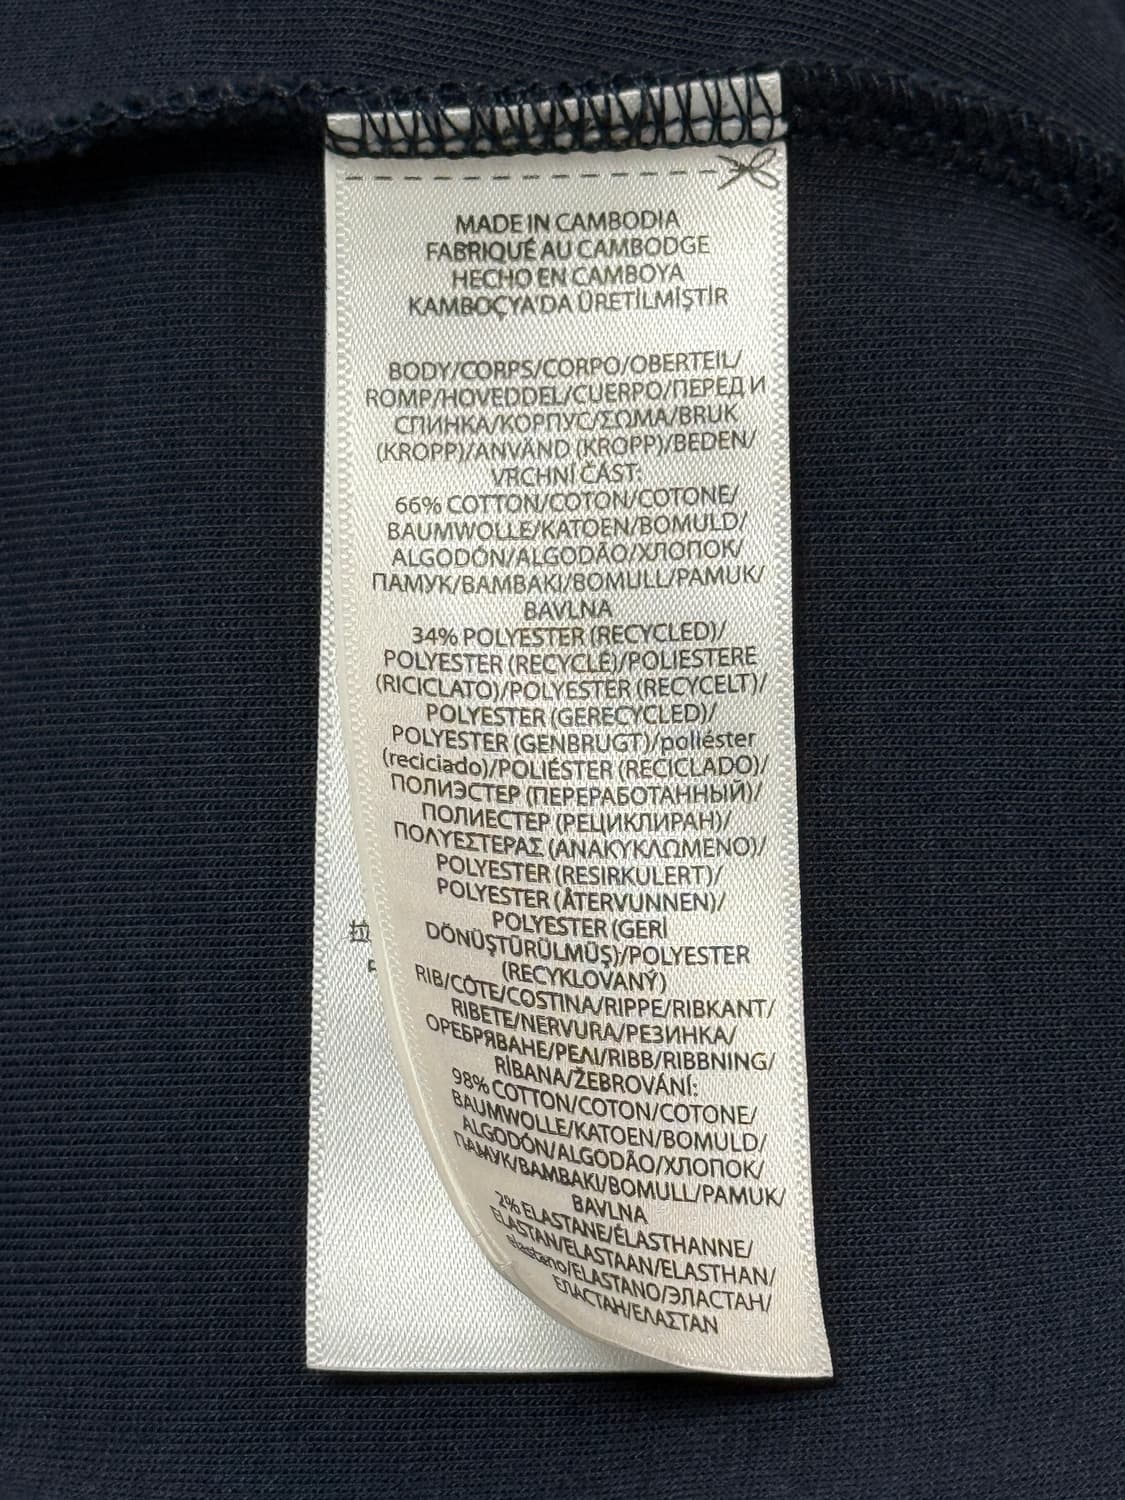 MADE IN CAMBODIA
FABRIQUÉ AU CAMBODGE
HECHO EN CAMBOYA
KAMBOÇYA'DA ÜRETİLMİŞTİR
BODY/CORPS/CORPO/OBERTEIL/
ROMP/HOVEDDEL/CUERPO/ПЕРЕД И
СПИНКА/КОРПУС/ΣΩΜΑ/BRUK
(KROPP)/ANVÄND (KROPP)/BEDEN/
VRCHNÍ ČÁST:
66% COTTON/COTON/COTONE/
BAUMWOLLE/KATOEN/BOMULD/
ALGODÓN/ALGODÃO/ХЛОПОК/
ПАМУК/ΒΑΜΒΑΚΙ/BOMULL/PAMUK/
BAVLNA
34% POLYESTER (RECYCLED)/
POLYESTER (RECYCLÉ)/POLIESTERE
(RICICLATO)/POLYESTER (RECYCELT)/
POLYESTER (GERECYCLED)/
POLYESTER (GENBRUGT)/poliéster
(reciciado)/POLIÉSTER (RECICLADO)/
ПОЛИЭСТЕР (ПЕРЕРАБОТАННЫЙ)/
ПОЛИЕСТЕР (РЕЦИКЛИРАН)/
ΠΟΛΥΕΣΤΕΡΑΣ (ΑΝΑΚΥΚΛΩΜΕΝΟ)/
POLYESTER (RESIRKULERT)/
POLYESTER (ÅTERVUNNEN)/
POLYESTER (GERİ
DÖNÜŞTÜRÜLMÜŞ)/POLYESTER
(RECYKLOVANÝ)
RIB/CÔTE/COSTINA/RIPPE/RIBKANT/
RIBETE/NERVURA/РЕЗИНКА/
ОРЕБРЯВАНЕ/ΡΕΛΙ/RIBB/RIBBNING/
RİBANA/ŽEBROVÁNÍ:
98% COTTON/COTON/COTONE/
BAUMWOLLE/KATOEN/BOMULD/
ALGODÓN/ALGODÃO/ХЛОПОК/
ПАМУК/ΒΑΜΒΑΚΙ/BOMULL/PAMUK/
BAVLNA
2% ELASTANE/ÉLASTHANNE/
ELASTAN/ELASTAAN/ELASTHAN/
elasteno/ELASTANO/ЭЛАСТАН/
ЕЛАСТАН/ΕΛΑΣΤΑΝ